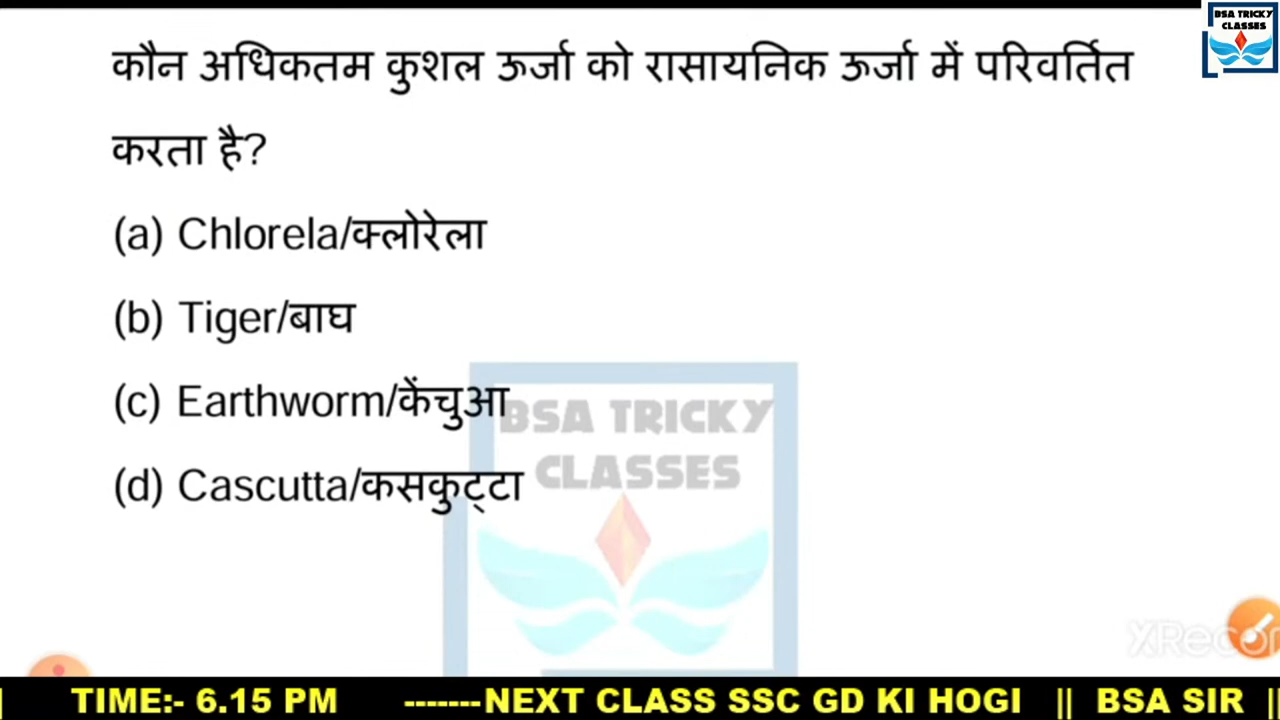 BSA TRICKY
CLASSES
कौन अधिकतम कुशल ऊर्जा को रासायनिक ऊर्जा में परिवर्तित
करता है?
(a) Chlorela/क्लोरेला
(b) Tiger/बाघ
(c) Earthworm/केंचुआ
(d) Cascutta/कसकुट्टा
BSA TRICKY
CLASSES
TIME:- 6.15 PM -------NEXT CLASS SSC GD KI HOGI || BSA SIR